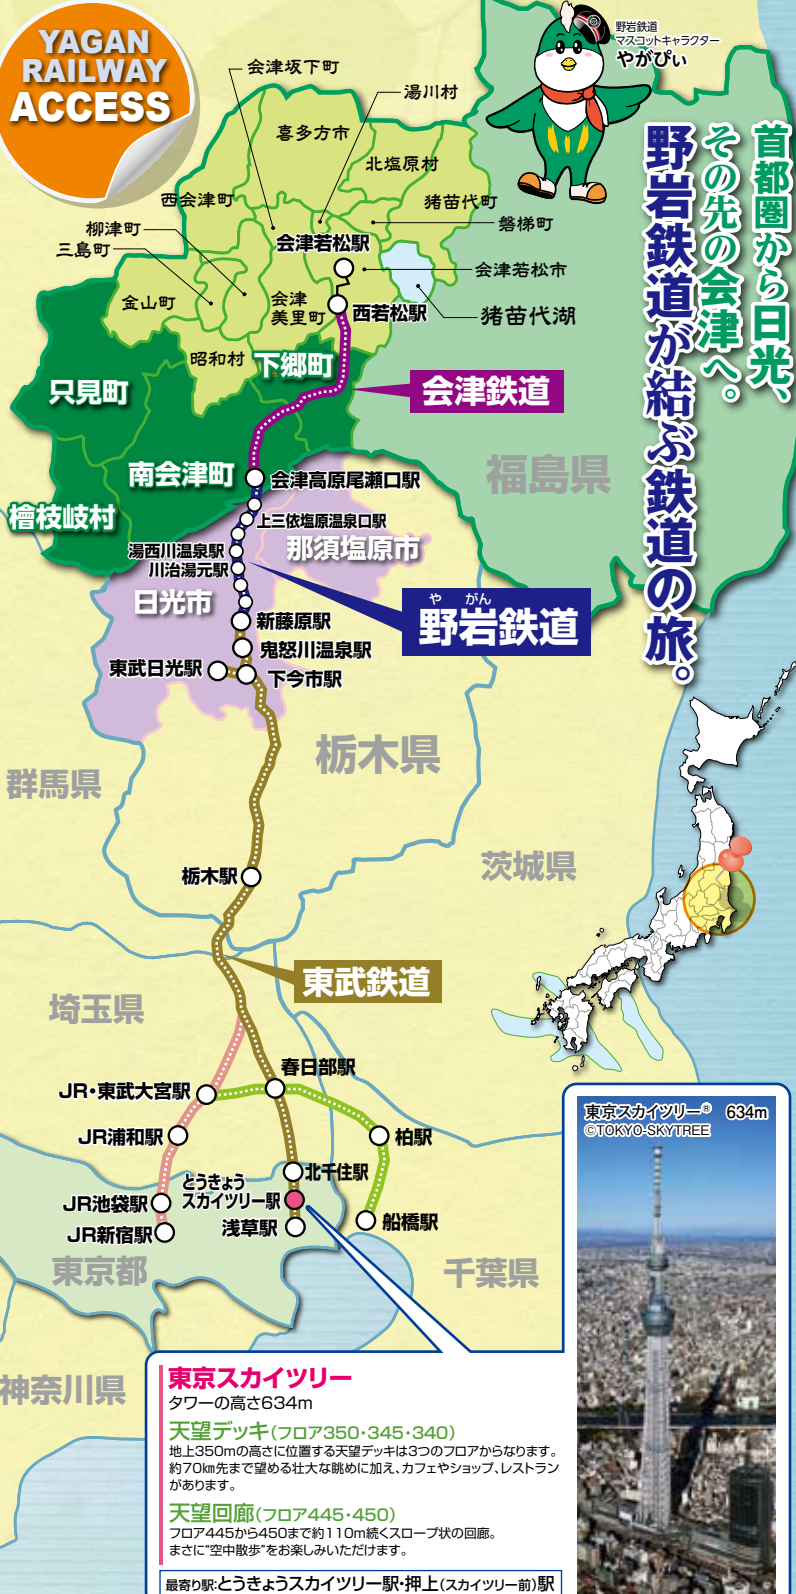 YAGAN
RAILWAY
ACCESS
野岩鉄道
マスコットキャラクター
やがぴぃ
首都圏から日光、
その先の会津へ。
野岩鉄道が結ぶ鉄道の旅。
会津坂下町
湯川村
喜多方市
北塩原村
西会津町
猪苗代町
柳津町
磐梯町
三島町
会津若松駅
会津若松市
金山町
会津
美里町
西若松駅
猪苗代湖
昭和村
下郷町
只見町
会津鉄道
南会津町
会津高原尾瀬口駅
福島県
檜枝岐村
上三依塩原温泉口駅
湯西川温泉駅
那須塩原市
川治湯元駅
日光市
や がん
野岩鉄道
新藤原駅
鬼怒川温泉駅
東武日光駅
下今市駅
栃木県
群馬県
茨城県
栃木駅
東武鉄道
埼玉県
春日部駅
JR・東武大宮駅
JR浦和駅
柏駅
北千住駅
とうきょう
スカイツリー駅
JR池袋駅
JR新宿駅
浅草駅
船橋駅
東京都
千葉県
神奈川県
東京スカイツリー® 634m
©TOKYO-SKYTREE
東京スカイツリー
タワーの高さ634m
天望デッキ(フロア350・345・340)
地上350mの高さに位置する天望デッキは3つのフロアからなります。
約70km先まで望める壮大な眺めに加え、カフェやショップ、レストラン
があります。
天望回廊(フロア445・450)
フロア445から450まで約110m続くスロープ状の回廊。
まさに"空中散歩"をお楽しみいただけます。
最寄り駅:とうきょうスカイツリー駅・押上(スカイツリー前)駅